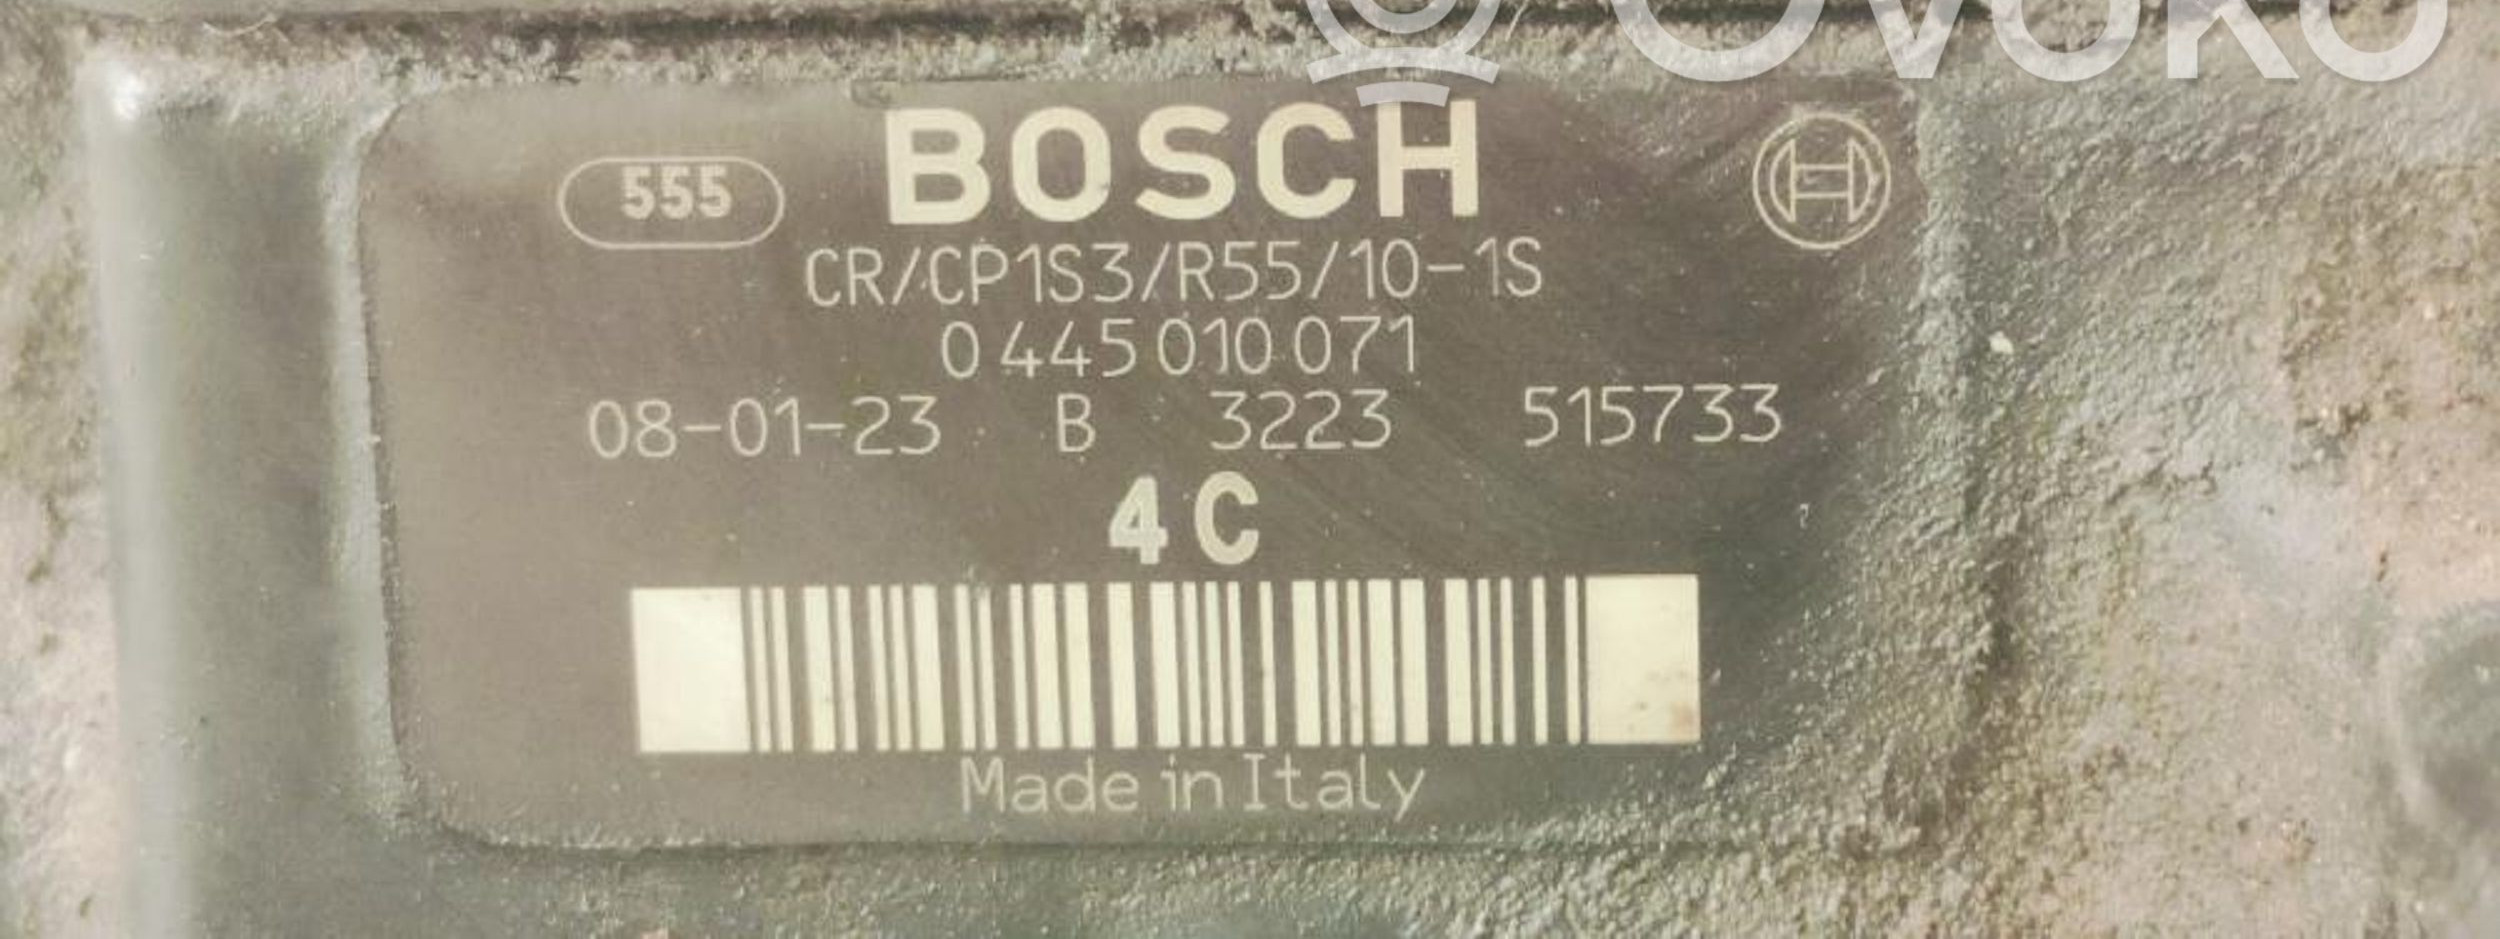 OVOKO
555 BOSCH
CR/CP1S3/R55/10-1S
0 445 010 071
08-01-23 B 3223 515733
4C
Made in Italy